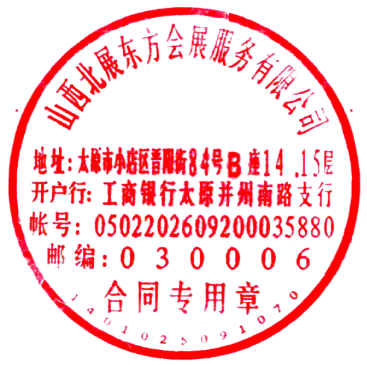 山西北展东方会展服务有限公司
地址:太原市小店区晋阳街84号B座14.15层
开户行:工商银行太原并州南路支行
帐号:0502202609200035880
邮编:030006
合同专用章
1401025091070